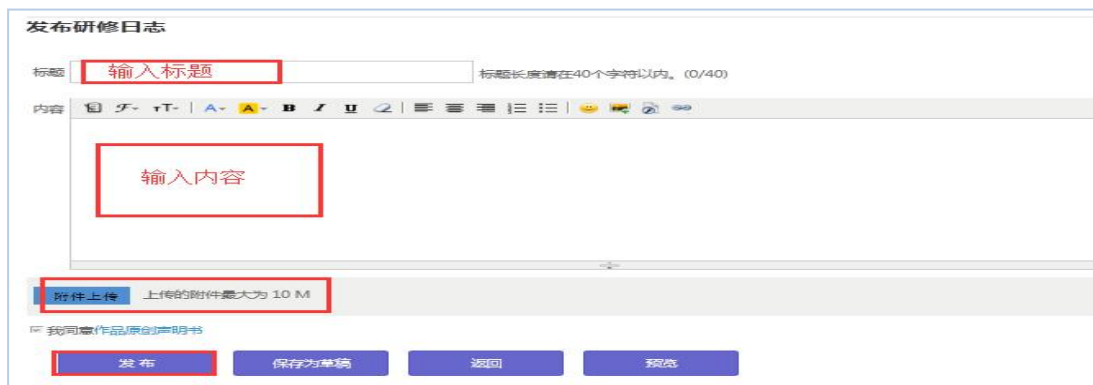 发布研修日志
标题 输入标题 标题长度请在40个字符以内。(0/40)
内容 F- тT- A- A- B I U
输入内容
附件上传 上传的附件最大为 10 M
我同意作品原创声明书
发布 保存为草稿 返回 预览